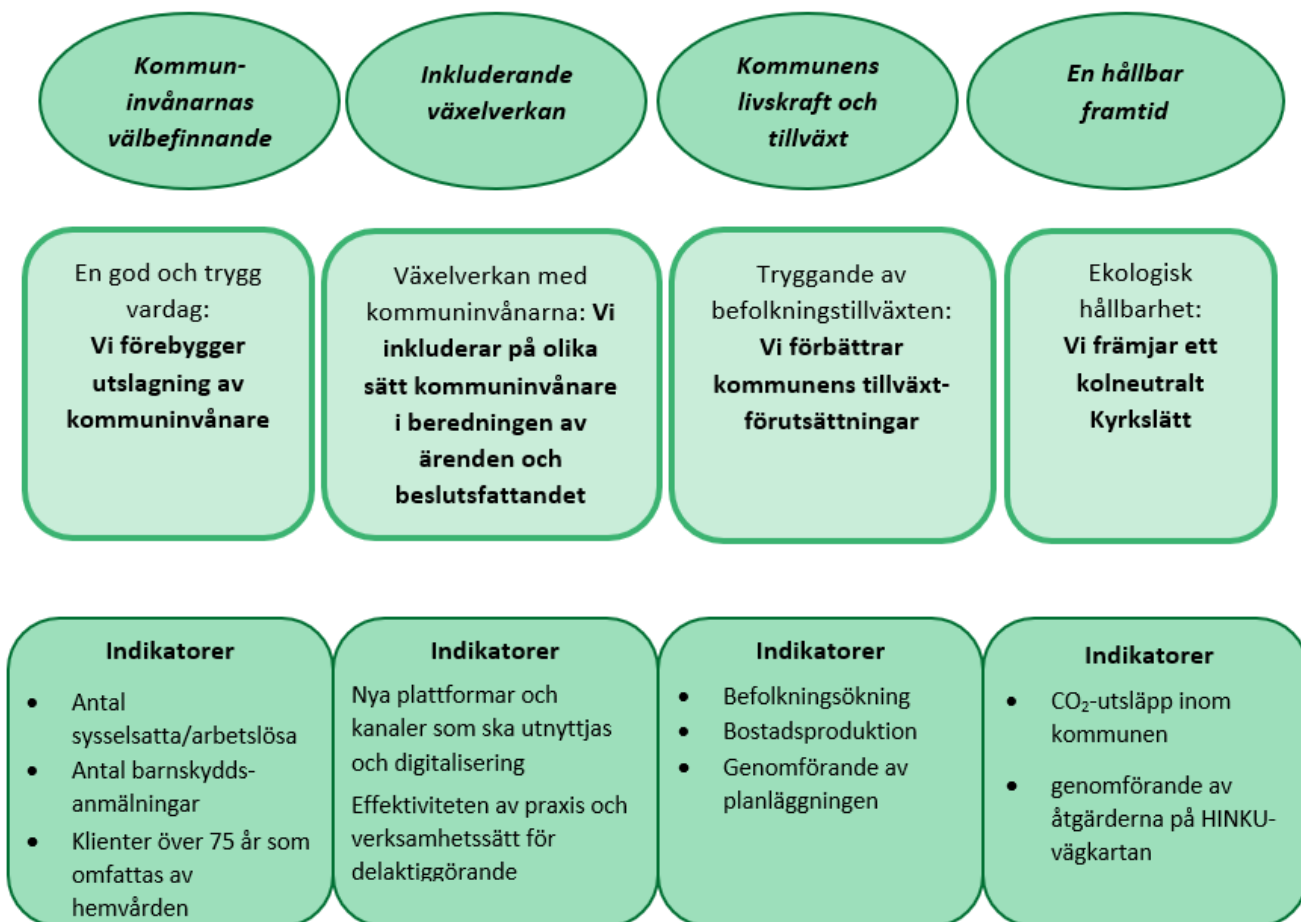 Kommun-
invånarnas
välbefinnande
Inkluderande
växelverkan
Kommunens
livskraft och
tillväxt
En hållbar
framtid
En god och trygg
vardag:
Vi förebygger
utslagning av
kommuninvånare
Växelverkan med
kommuninvånarna: Vi
inkluderar på olika
sätt kommuninvånare
i beredningen av
ärenden och
beslutsfattandet
Tryggande av
befolkningstillväxten:
Vi förbättrar
kommunens tillväxt-
förutsättningar
Ekologisk
hållbarhet:
Vi främjar ett
kolneutralt
Kyrkslätt
Indikatorer
• Antal
sysselsatta/arbetslösa
• Antal barnskydds-
anmälningar
• Klienter över 75 år som
omfattas av
hemvården
Indikatorer
Nya plattformar och
kanaler som ska utnyttjas
och digitalisering
Effektiviteten av praxis och
verksamhetssätt för
delaktiggörande
Indikatorer
• Befolkningsökning
• Bostadsproduktion
• Genomförande av
planläggningen
Indikatorer
• CO₂-utsläpp inom
kommunen
• genomförande av
åtgärderna på HINKU-
vägkartan